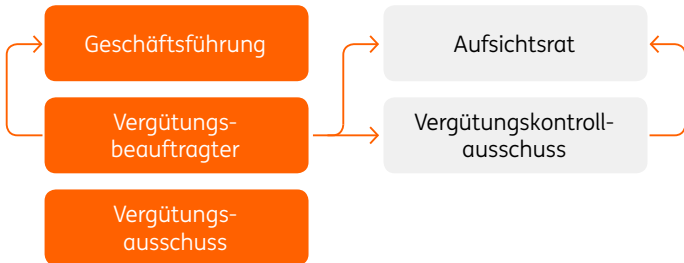 Geschäftsführung
Aufsichtsrat
Vergütungs-
beauftragter
Vergütungskontroll-
ausschuss
Vergütungs-
ausschuss